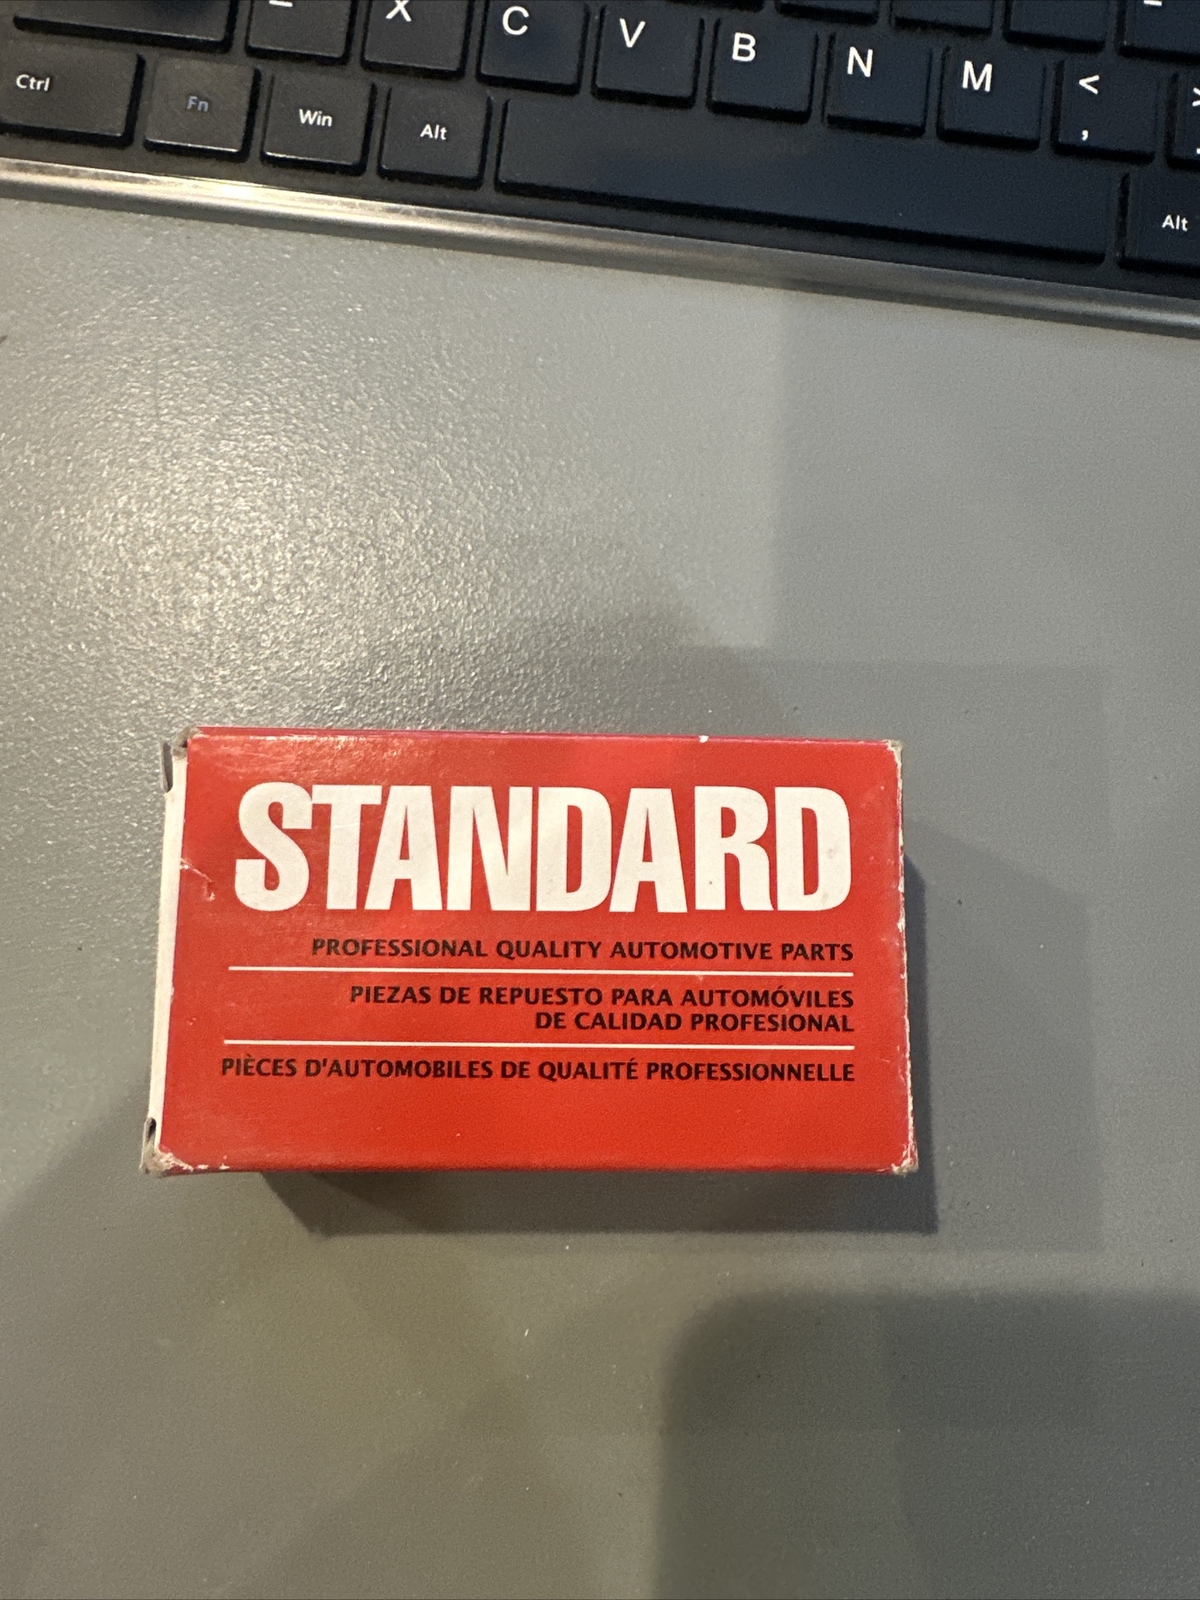 X C V B N M <
,
Ctrl Fn Win Alt Alt
STANDARD
PROFESSIONAL QUALITY AUTOMOTIVE PARTS
PIEZAS DE REPUESTO PARA AUTOMÓVILES
DE CALIDAD PROFESIONAL
PIÈCES D'AUTOMOBILES DE QUALITÉ PROFESSIONNELLE